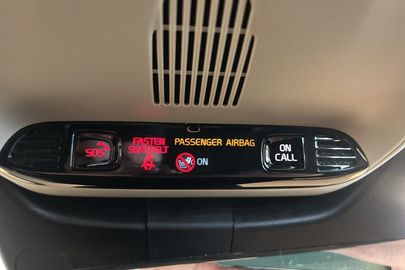 SOS
FASTEN
SEATBELT
PASSENGER AIRBAG
ON
ON
CALL